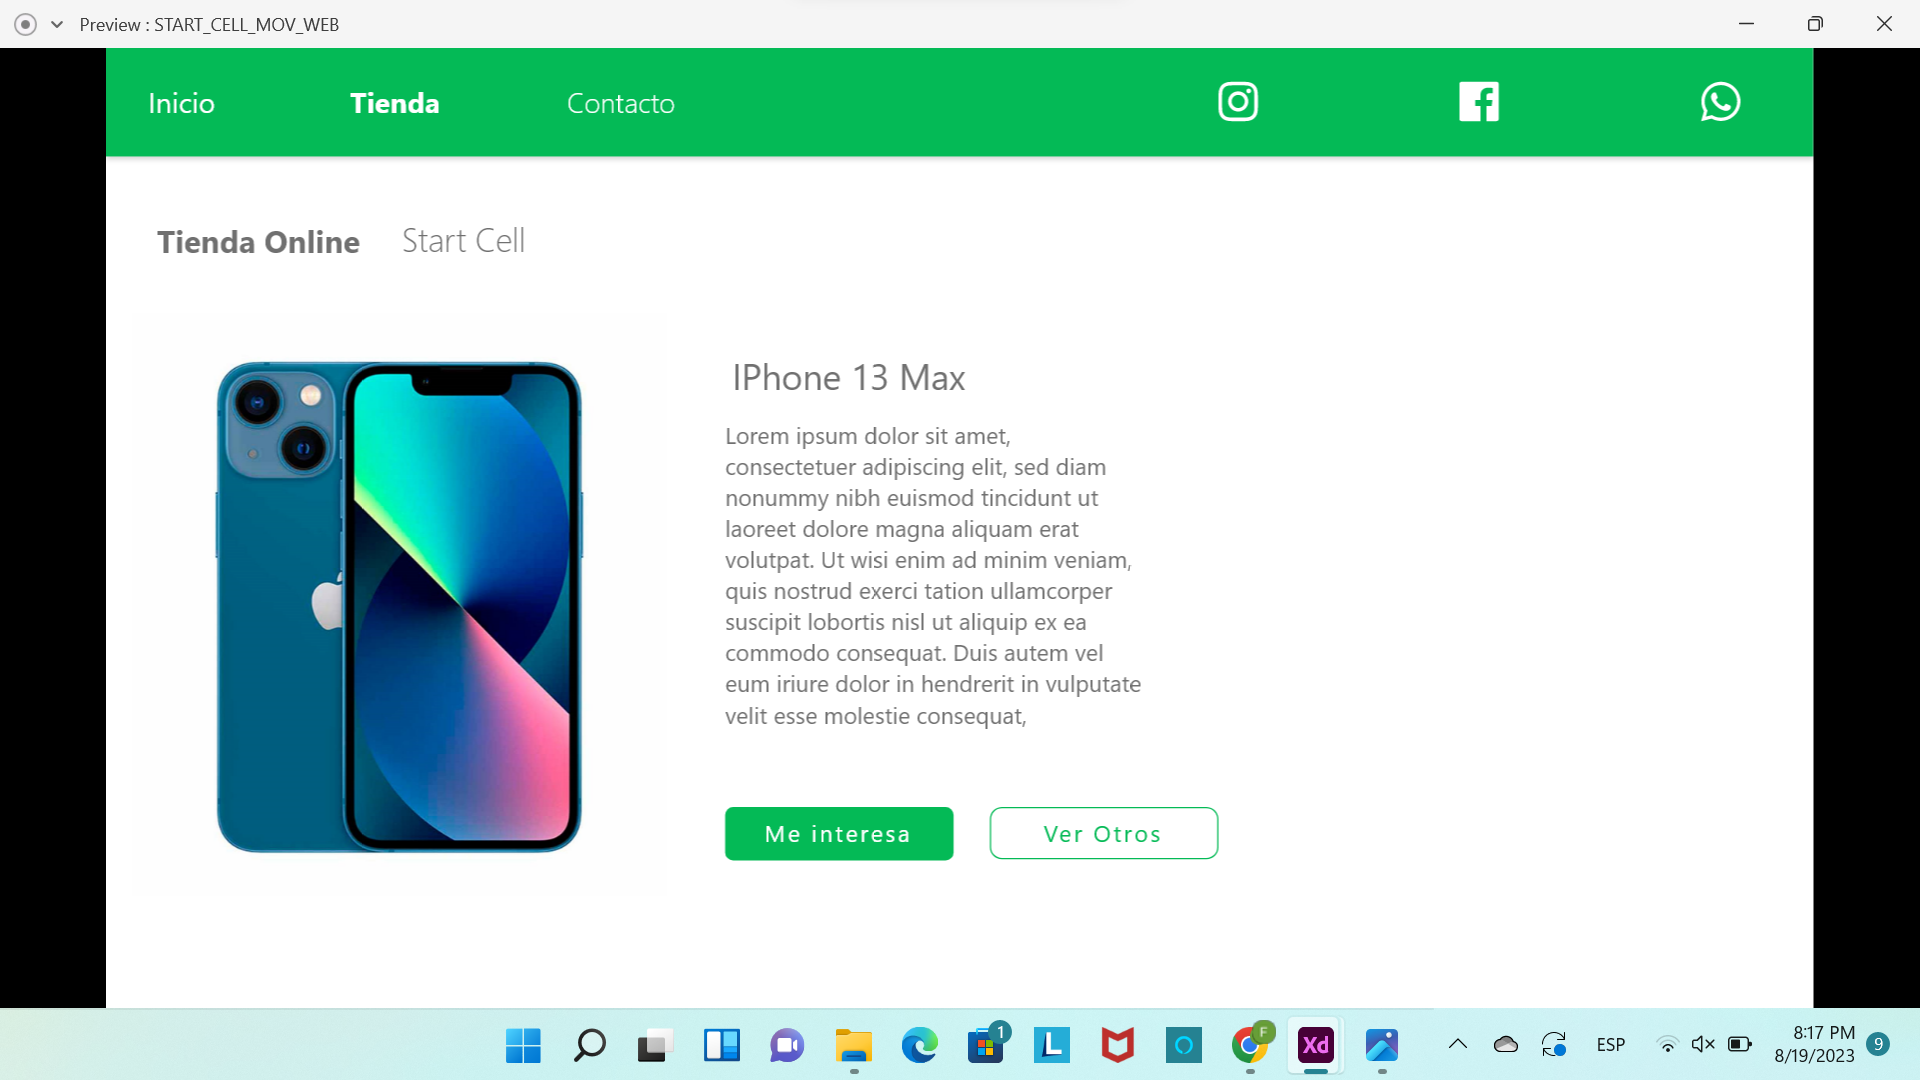 Preview : START_CELL_MOV_WEB
Inicio Tienda Contacto
Tienda Online Start Cell
IPhone 13 Max
Lorem ipsum dolor sit amet,
consectetuer adipiscing elit, sed diam
nonummy nibh euismod tincidunt ut
laoreet dolore magna aliquam erat
volutpat. Ut wisi enim ad minim veniam,
quis nostrud exerci tation ullamcorper
suscipit lobortis nisl ut aliquip ex ea
commodo consequat. Duis autem vel
eum iriure dolor in hendrerit in vulputate
velit esse molestie consequat,
Me interesa Ver Otros
1
L
F
Xd
ESP
8:17 PM
8/19/2023
9